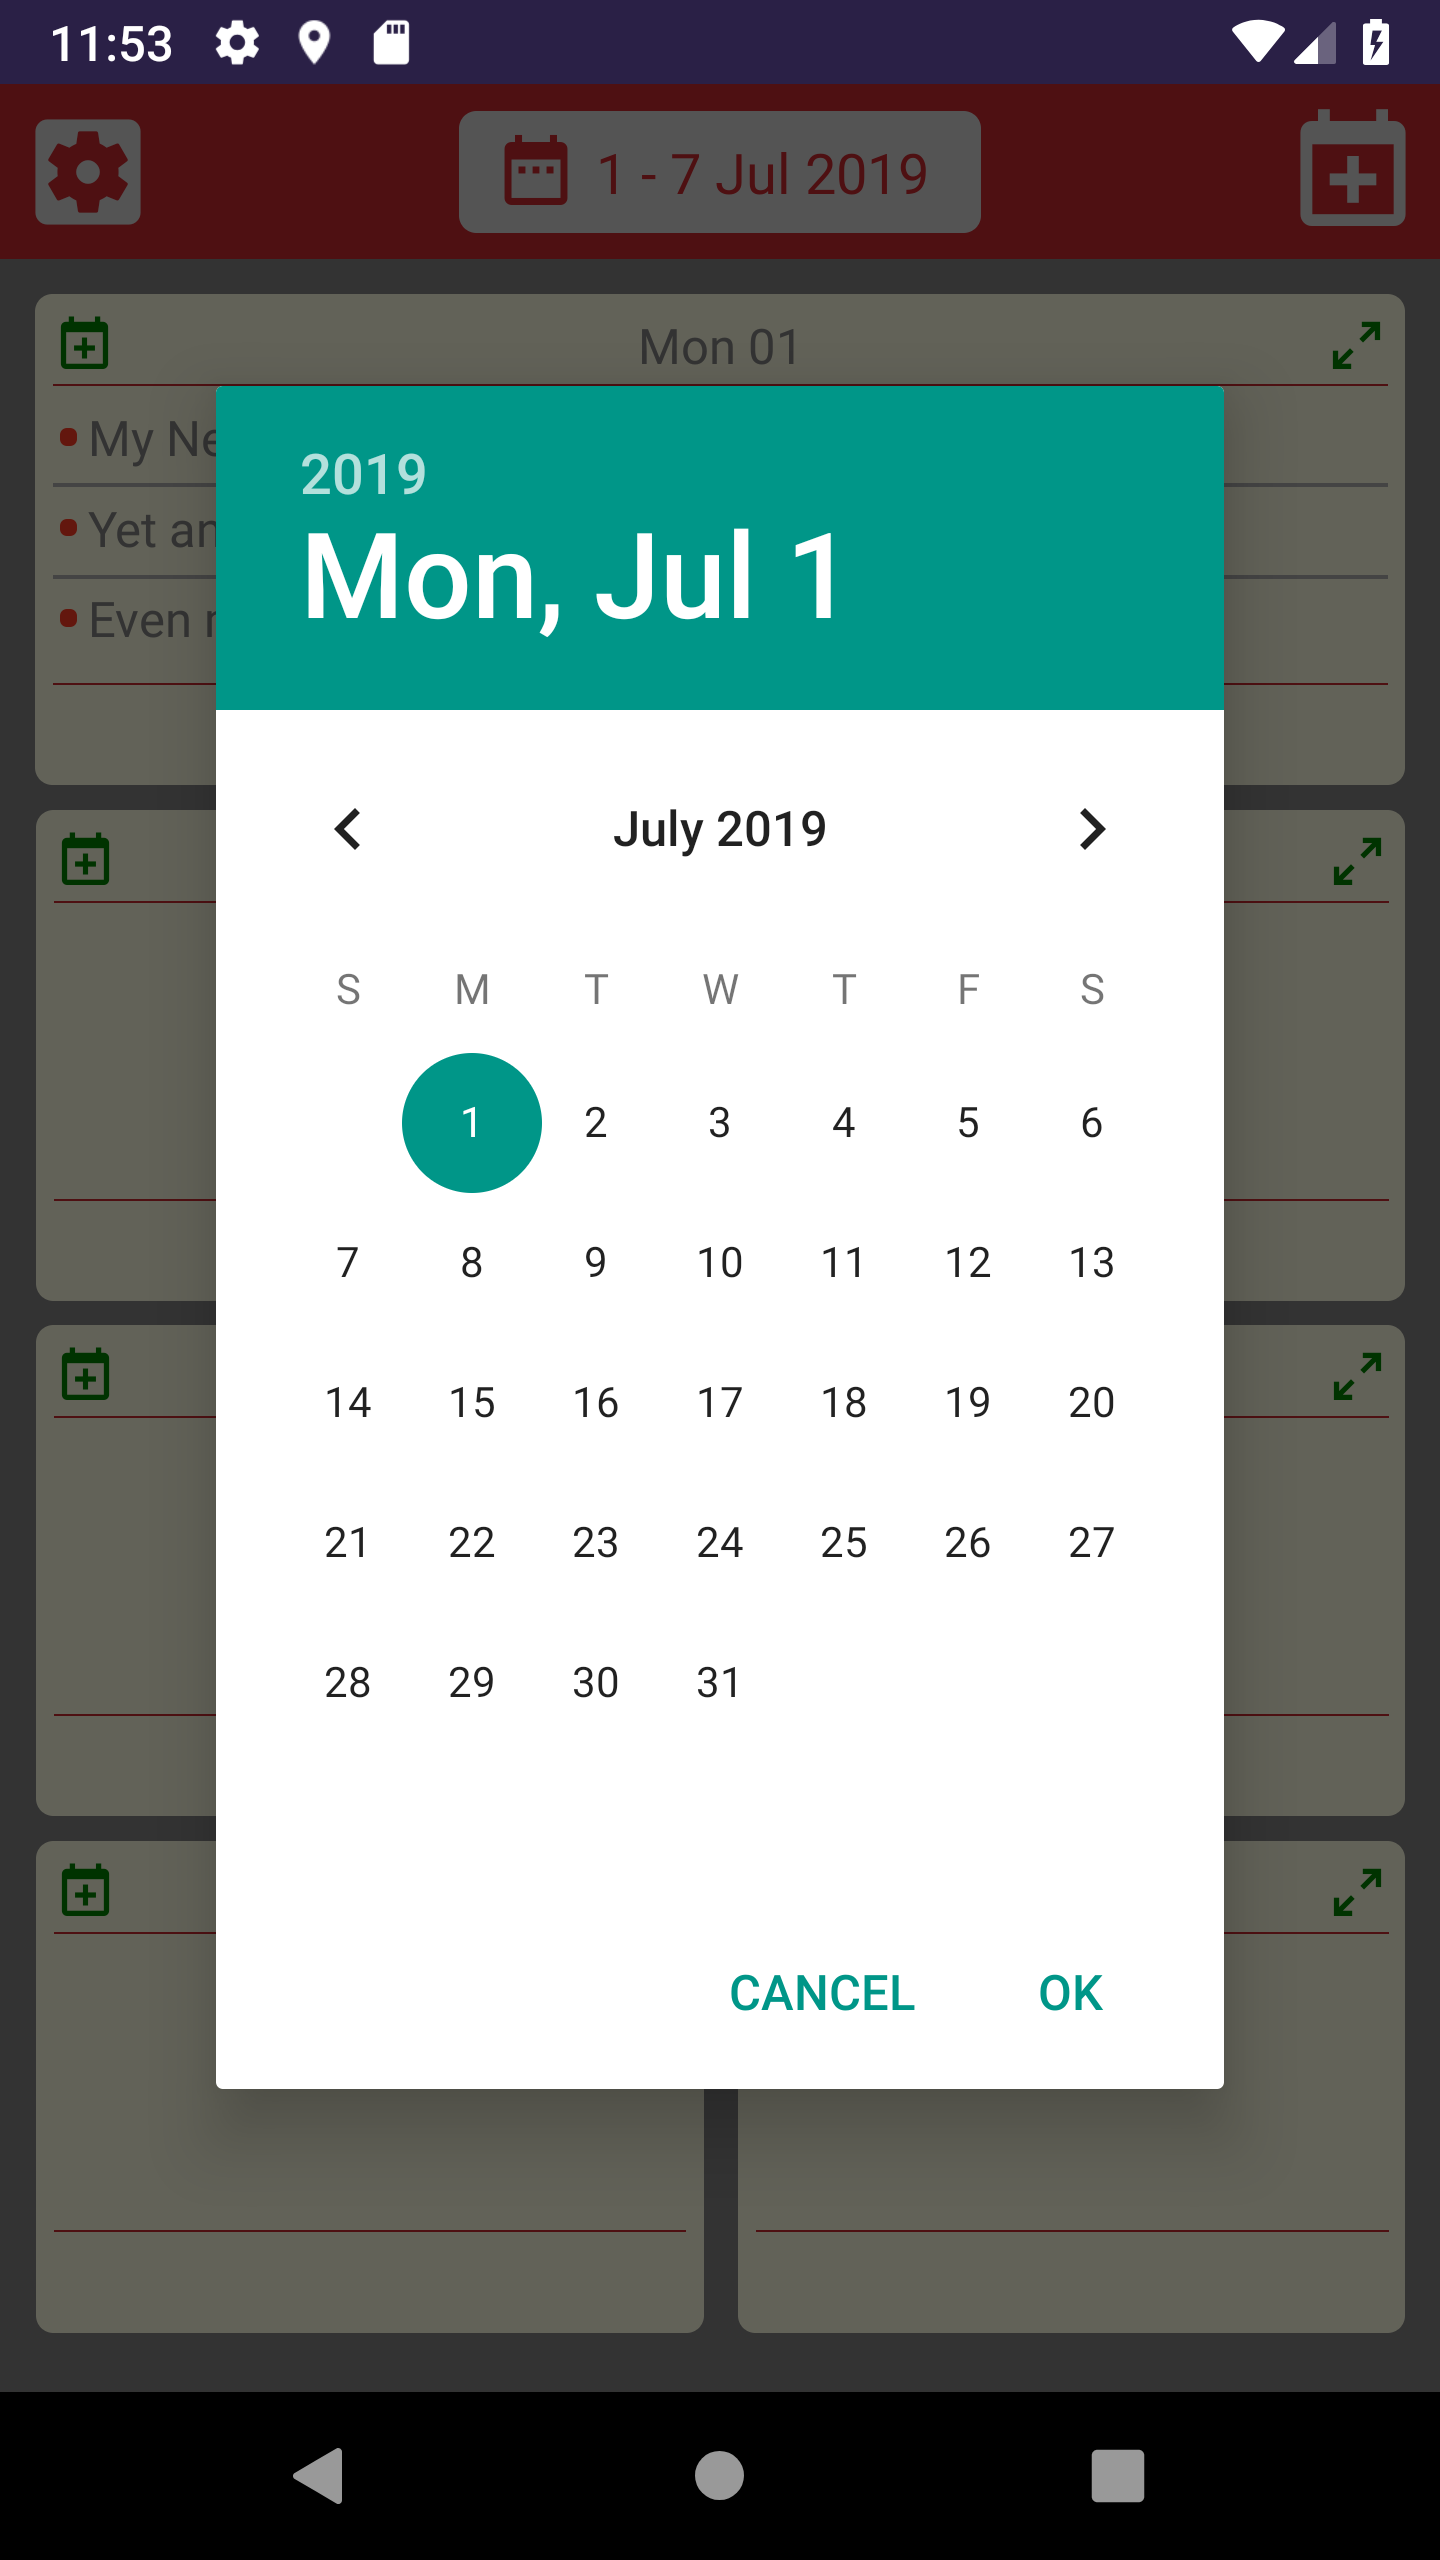 11:53
1 - 7 Jul 2019
Mon 01
My Ne
Yet an
Even
2019
Mon, Jul 1
July 2019
S M T W T F S
1 2 3 4 5 6
7 8 9 10 11 12 13
14 15 16 17 18 19 20
21 22 23 24 25 26 27
28 29 30 31
CANCEL OK